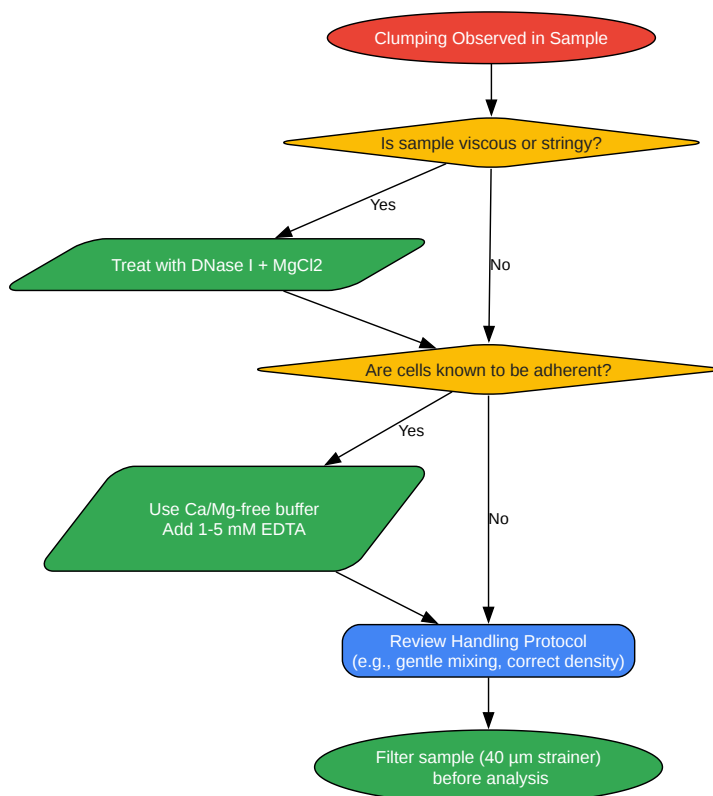 Clumping Observed in Sample
Is sample viscous or stringy?
Yes
Treat with DNase I + MgCl2
No
Are cells known to be adherent?
Yes
Use Ca/Mg-free buffer
Add 1-5 mM EDTA
No
Review Handling Protocol
(e.g., gentle mixing, correct density)
Filter sample (40 µm strainer)
before analysis